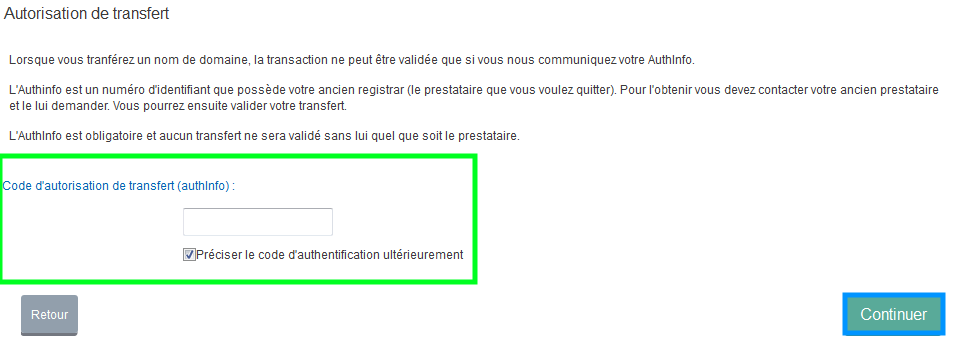 Autorisation de transfert
Lorsque vous tranférez un nom de domaine, la transaction ne peut être validée que si vous nous communiquez votre AuthInfo.
L'Authinfo est un numéro d'identifiant que possède votre ancien registrar (le prestataire que vous voulez quitter). Pour l'obtenir vous devez contacter votre ancien prestataire
et le lui demander. Vous pourrez ensuite valider votre transfert.
L'AuthInfo est obligatoire et aucun transfert ne sera validé sans lui quel que soit le prestataire.
Code d'autorisation de transfert (authInfo) :
Préciser le code d'authentification ultérieurement
Retour
Continuer